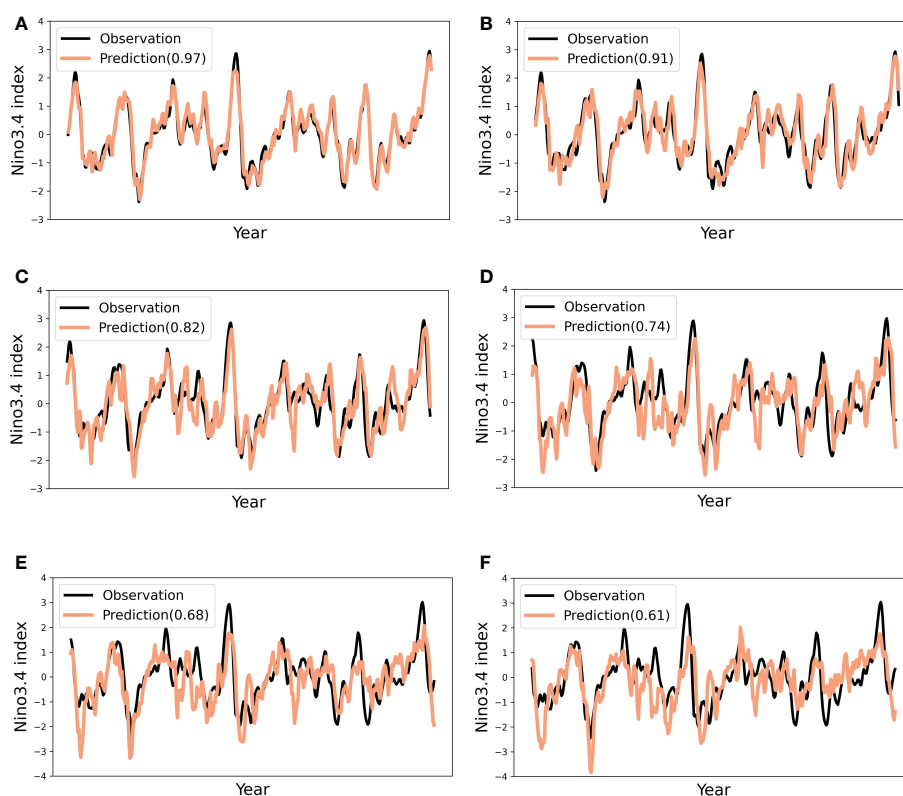 A
4
3
2
1
0
−1
−2
−3
Nino3.4 index
Observation
Prediction(0.97)
Year
B
4
3
2
1
0
−1
−2
−3
Nino3.4 index
Observation
Prediction(0.91)
Year
C
4
3
2
1
0
−1
−2
−3
Nino3.4 index
Observation
Prediction(0.82)
Year
D
4
3
2
1
0
−1
−2
−3
Nino3.4 index
Observation
Prediction(0.74)
Year
E
4
3
2
1
0
−1
−2
−3
−4
Nino3.4 index
Observation
Prediction(0.68)
Year
F
4
3
2
1
0
−1
−2
−3
−4
Nino3.4 index
Observation
Prediction(0.61)
Year